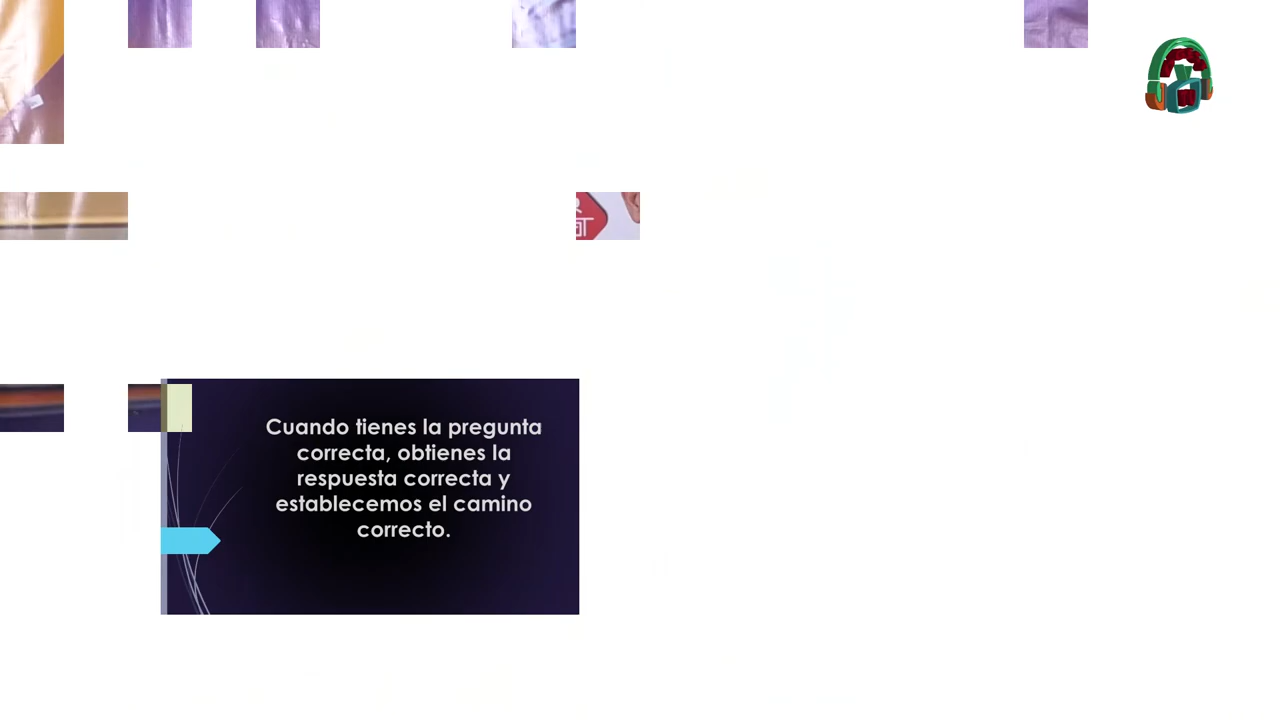 Cuando tienes la pregunta
correcta, obtienes la
respuesta correcta y
establecemos el camino
correcto.